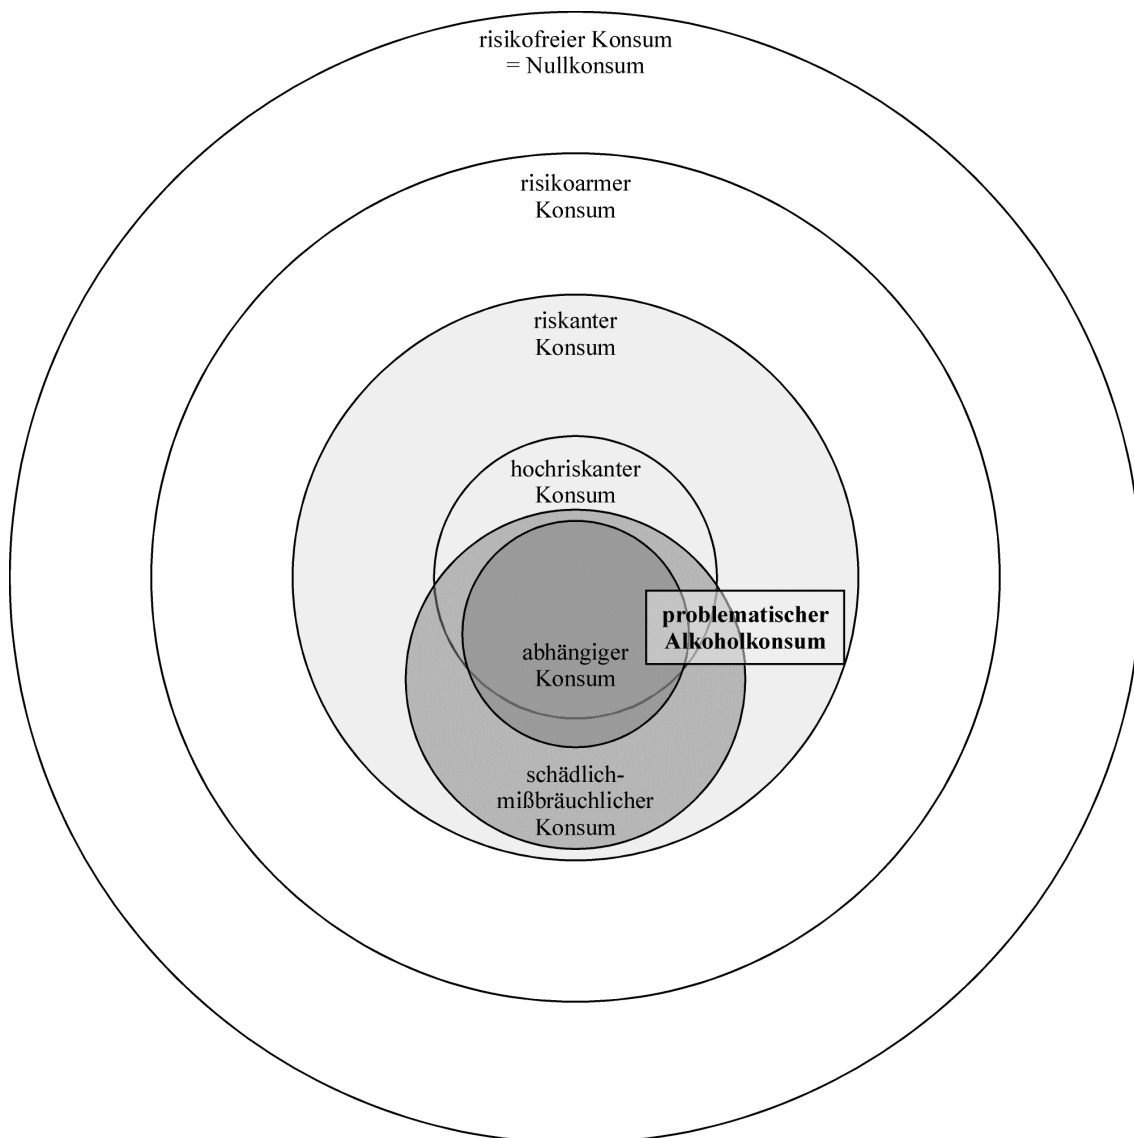 risikofreier Konsum
= Nullkonsum
risikoarmer
Konsum
riskanter
Konsum
hochriskanter
Konsum
problematischer
Alkoholkonsum
abhängiger
Konsum
schädlich-
mißbräuchlicher
Konsum